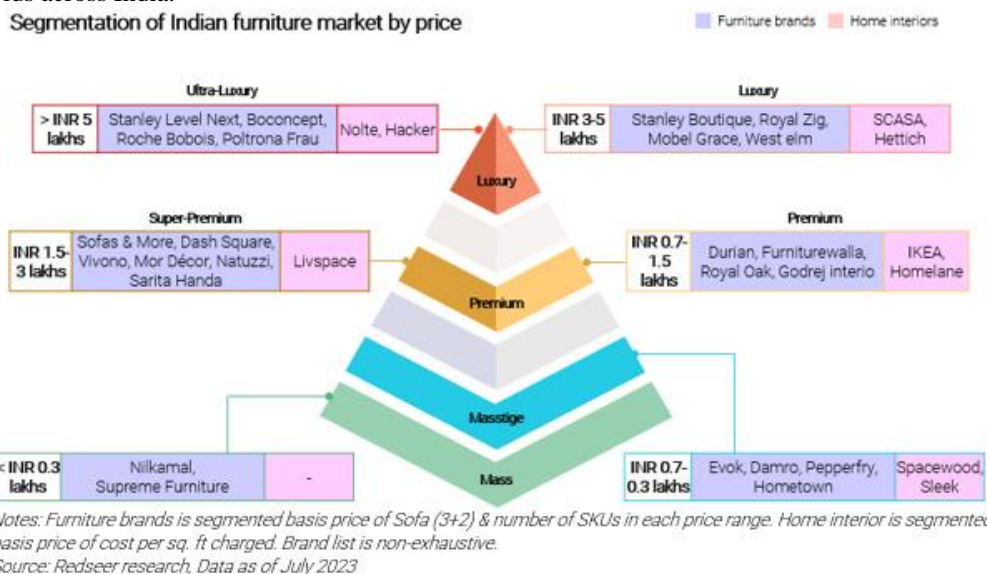 Segmentation of Indian furniture market by price
Furniture brands
Home interiors
Ultra-Luxury
> INR 5
lakhs
Stanley Level Next, Boconcept,
Roche Bobois, Poltrona Frau
Nolte, Hacker
Luxury
INR 3-5
lakhs
Stanley Boutique, Royal Zig,
Mobel Grace, West elm
SCASA,
Hettich
Luxury
Super-Premium
INR 1.5-
3 lakhs
Sofas & More, Dash Square,
Vivono, Mor Décor, Natuzzi,
Sarita Handa
Livspace
Premium
INR 0.7-
1.5
lakhs
Durian, Furniturewalla,
Royal Oak, Godrej interio
IKEA,
Homelane
Premium
Masstige
Mass
< INR 0.3
lakhs
Nilkamal,
Supreme Furniture
-
INR 0.7-
0.3 lakhs
Evok, Damro, Pepperfry,
Hometown
Spacewood,
Sleek
Notes: Furniture brands is segmented basis price of Sofa (3+2) & number of SKUs in each price range. Home interior is segmented
basis price of cost per sq. ft charged. Brand list is non-exhaustive.
Source: Redseer research, Data as of July 2023